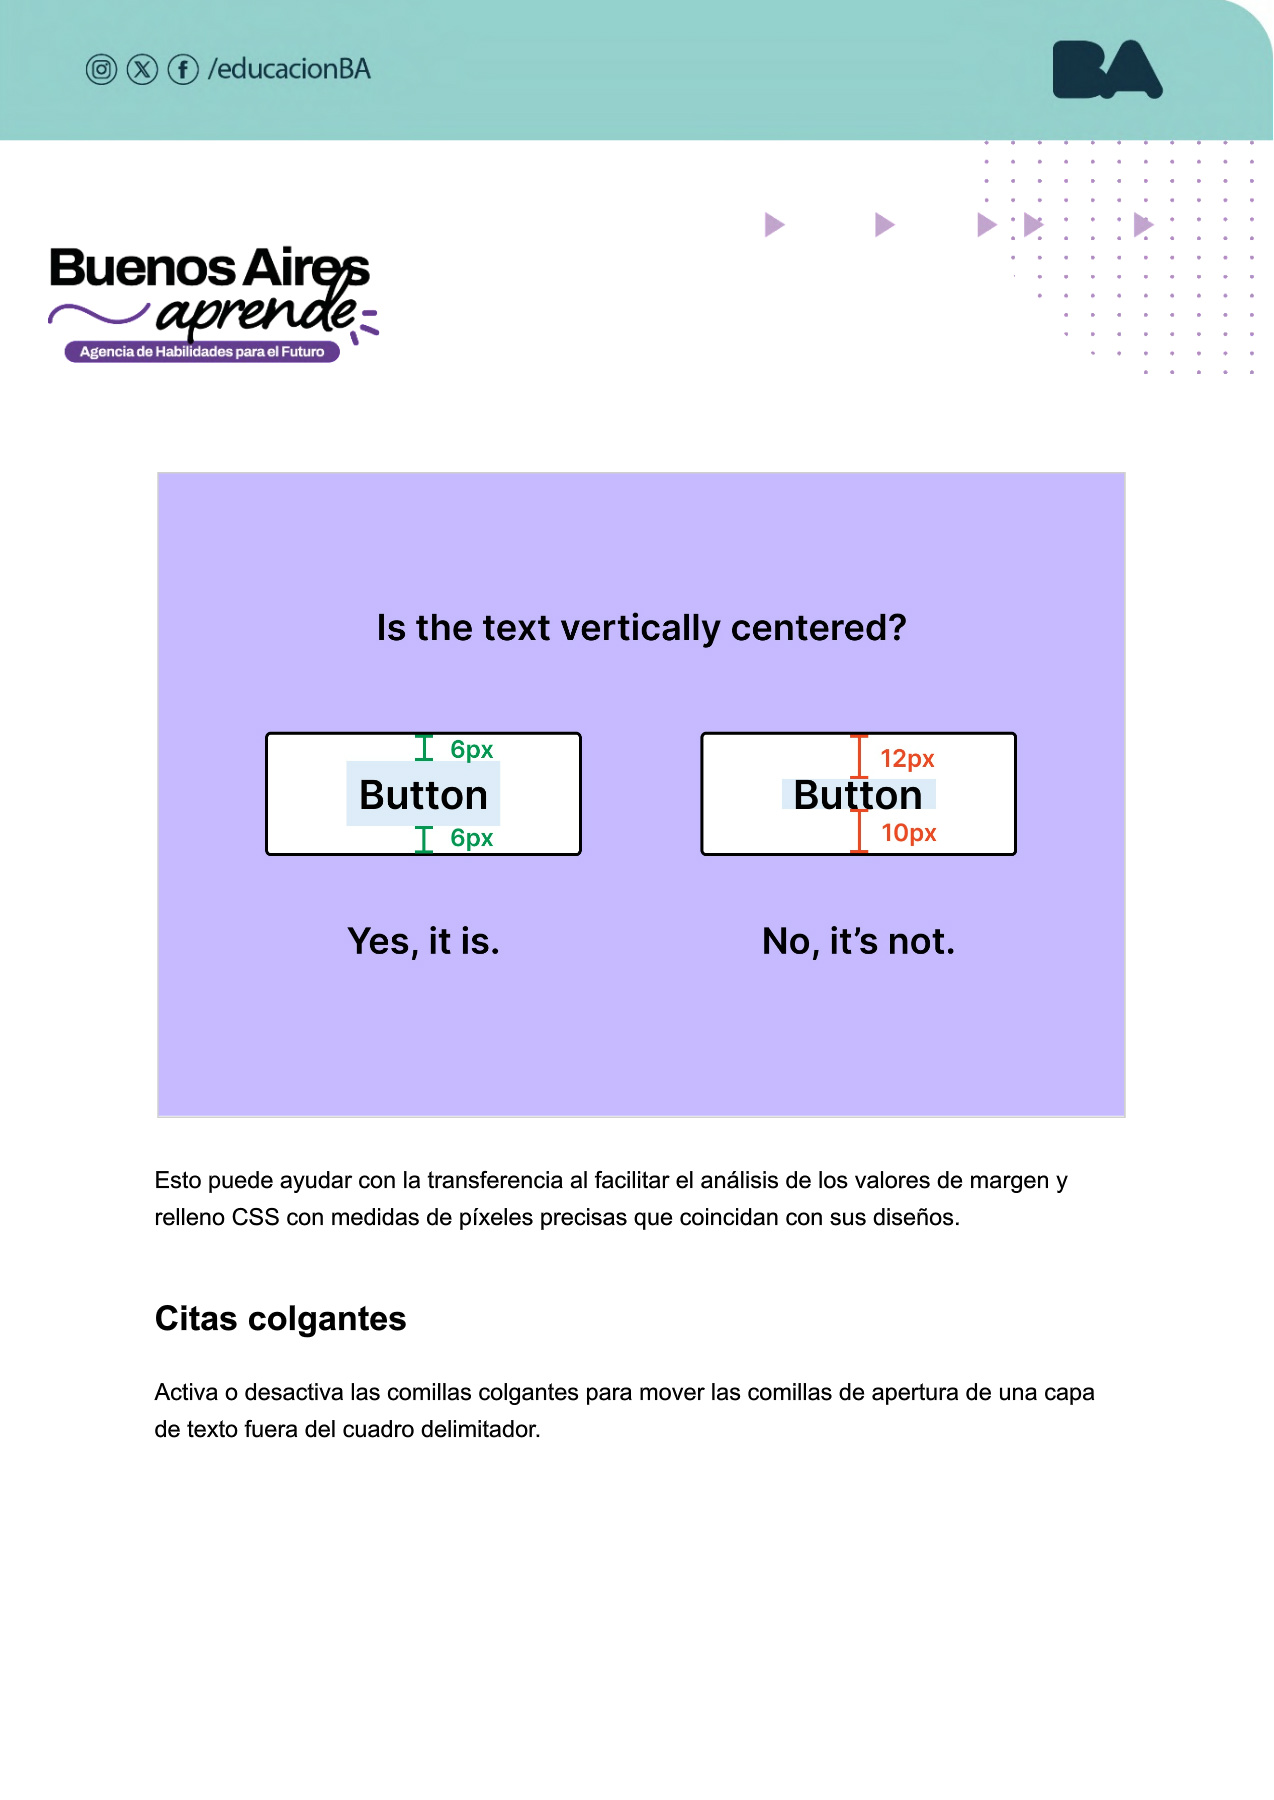 /educacionBA
BA
Buenos Aires
aprende
Agencia de Habilidades para el Futuro
Is the text vertically centered?
6px
Button
6px
12px
Button
10px
Yes, it is.
No, it’s not.
Esto puede ayudar con la transferencia al facilitar el análisis de los valores de margen y
relleno CSS con medidas de píxeles precisas que coincidan con sus diseños.
Citas colgantes
Activa o desactiva las comillas colgantes para mover las comillas de apertura de una capa
de texto fuera del cuadro delimitador.